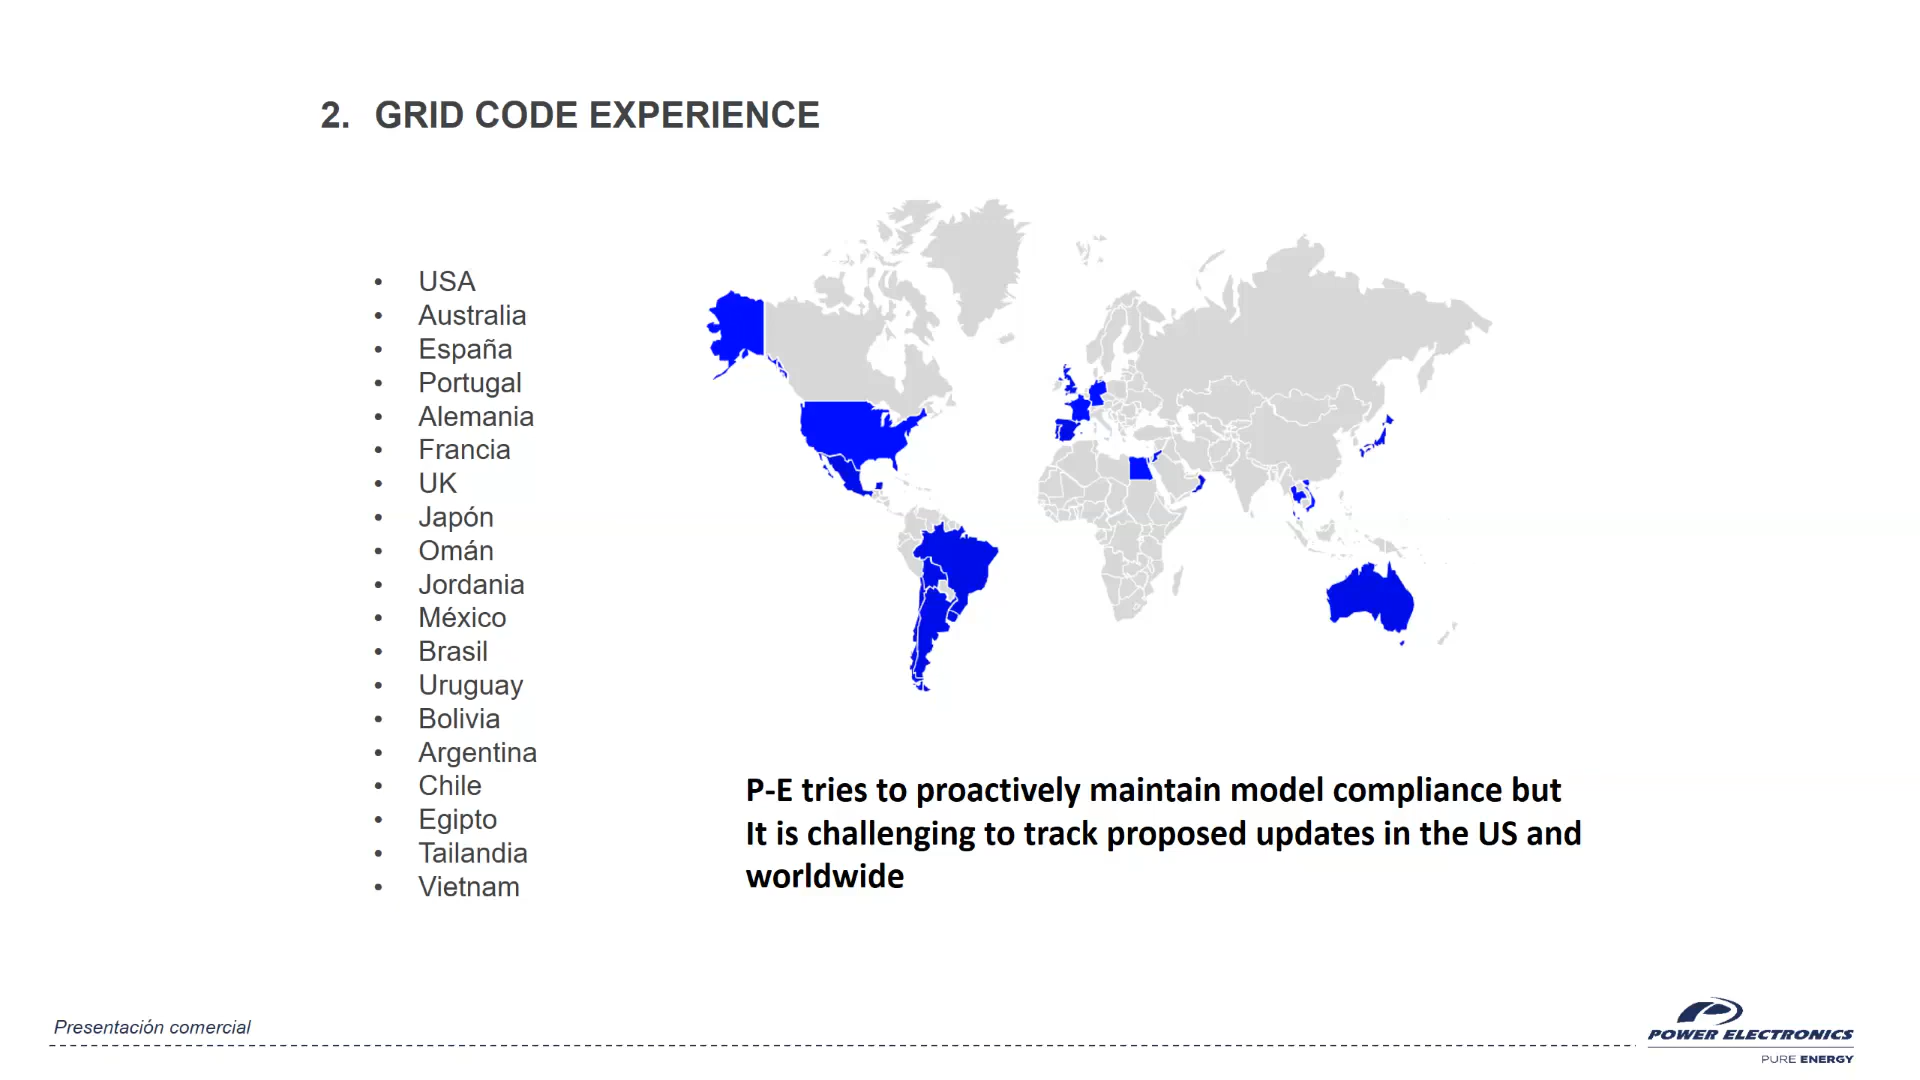 2. GRID CODE EXPERIENCE
• USA
• Australia
• España
• Portugal
• Alemania
• Francia
• UK
• Japón
• Omán
• Jordania
• México
• Brasil
• Uruguay
• Bolivia
• Argentina
• Chile
• Egipto
• Tailandia
• Vietnam
P-E tries to proactively maintain model compliance but
It is challenging to track proposed updates in the US and
worldwide
Presentación comercial
POWER ELECTRONICS
PURE ENERGY